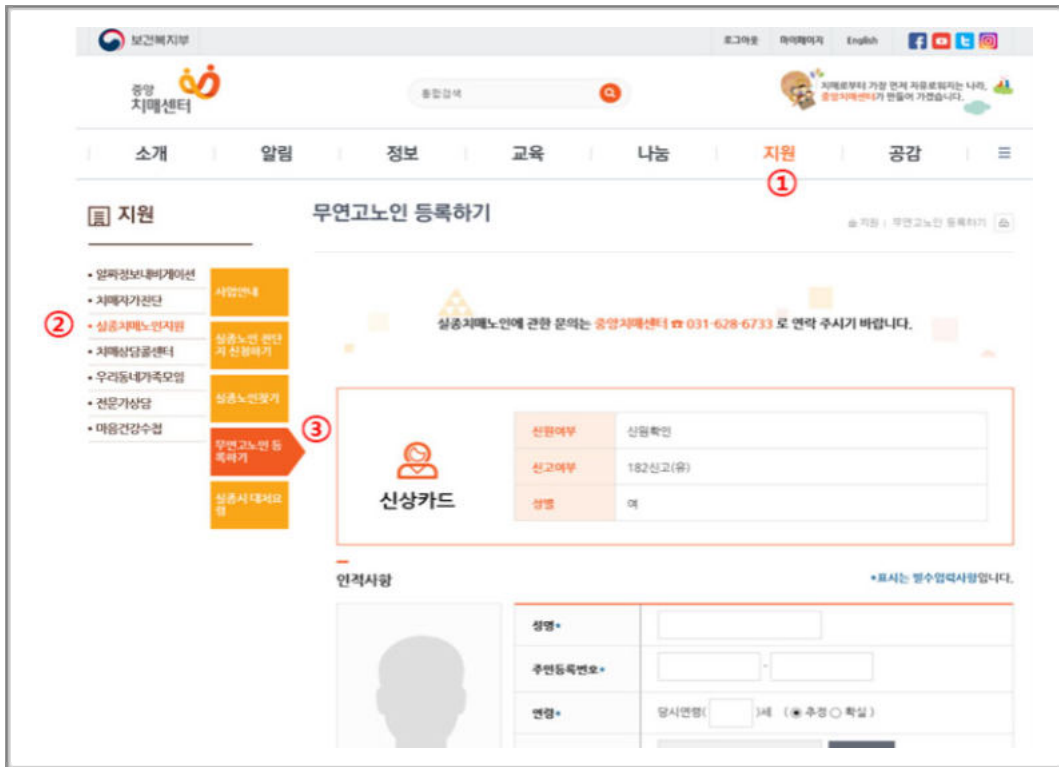 보건복지부
로그아웃 마이페이지 English
중앙
치매센터
통합검색
치매로부터 가장 먼저 자유로워지는 나라,
중앙치매센터가 만들어 가겠습니다.
소개 알림 정보 교육 나눔 지원 공감
①
지원
무연고노인 등록하기
지원 | 무연고노인 등록하기
• 알짜정보내비게이션
• 치매자가진단
② • 실종치매노인지원
• 치매상담콜센터
• 우리동네가족모임
• 전문가상담
• 마음건강수첩
사업안내
실종노인 전단
지 신청하기
실종노인찾기
③
무연고노인 등
록하기
실종시 대처요
령
실종치매노인에 관한 문의는 중앙치매센터 ☎ 031-628-6733 로 연락 주시기 바랍니다.
신상카드
신원여부 신원확인
신고여부 182신고(유)
성별 여
인적사항
*표시는 필수입력사항입니다.
성명*
주민등록번호* -
연령* 당시연령( )세 ( 추정 확실 )